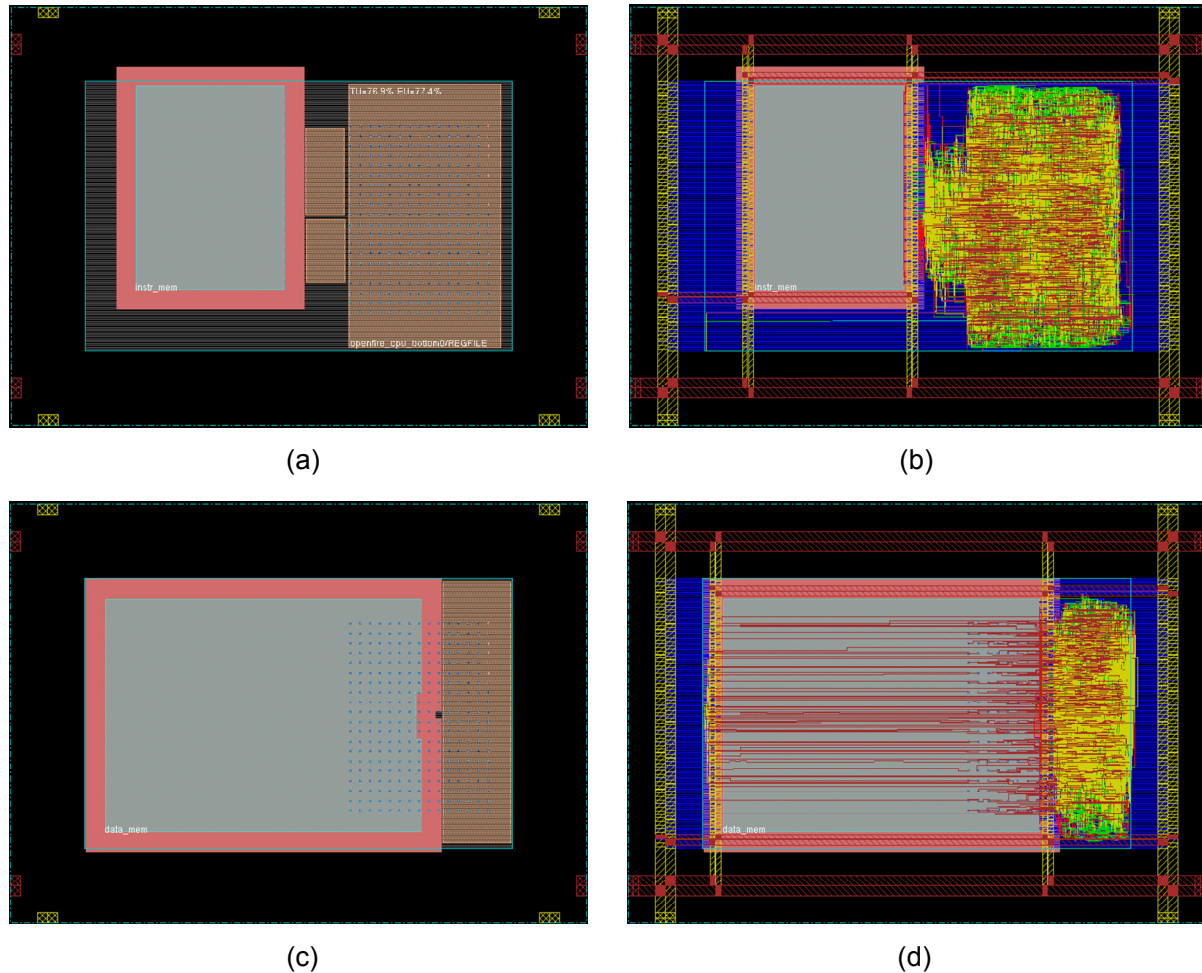 TU=76.9% EU=77.4%
instr_mem
openfire_cpu_bottom0/REGFILE
instr_mem
(a)
(b)
data_mem
data_mem
(c)
(d)